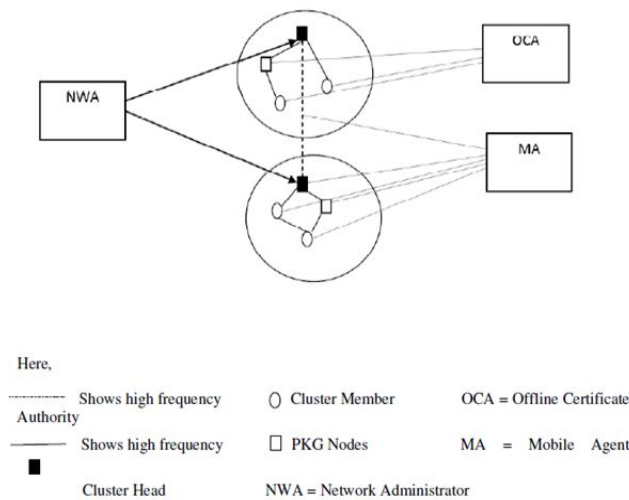 OCA
NWA
MA
Here,
Shows high frequency Cluster Member OCA = Offline Certificate
Authority
Shows high frequency PKG Nodes MA = Mobile Agent
Cluster Head NWA = Network Administrator